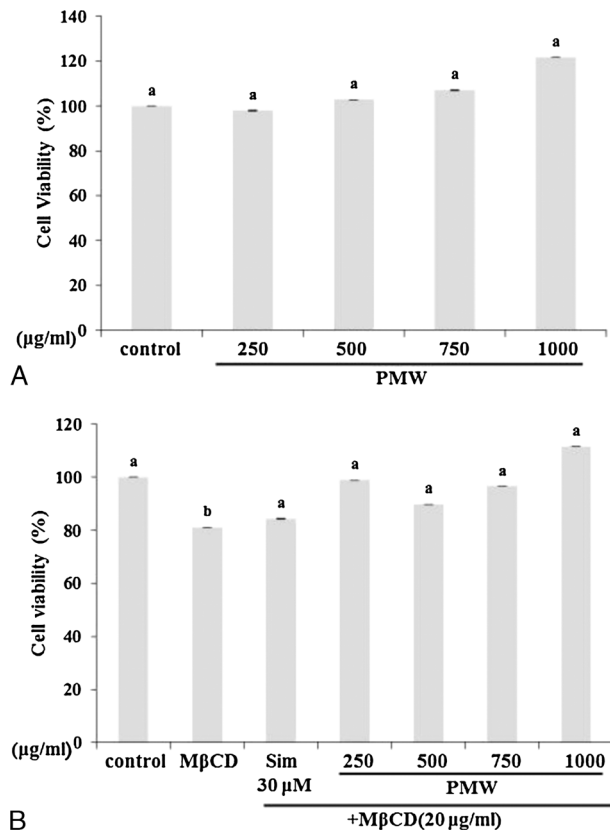 140
120
100
80
60
40
20
0
Cell Viability (%)
a a a a a
(µg/ml)
control 250 500 750 1000
PMW
A
120
100
80
60
40
20
0
Cell viability (%)
a b a a a a a
(µg/ml)
control MβCD Sim 250 500 750 1000
30 µM PMW
+MβCD(20 µg/ml)
B